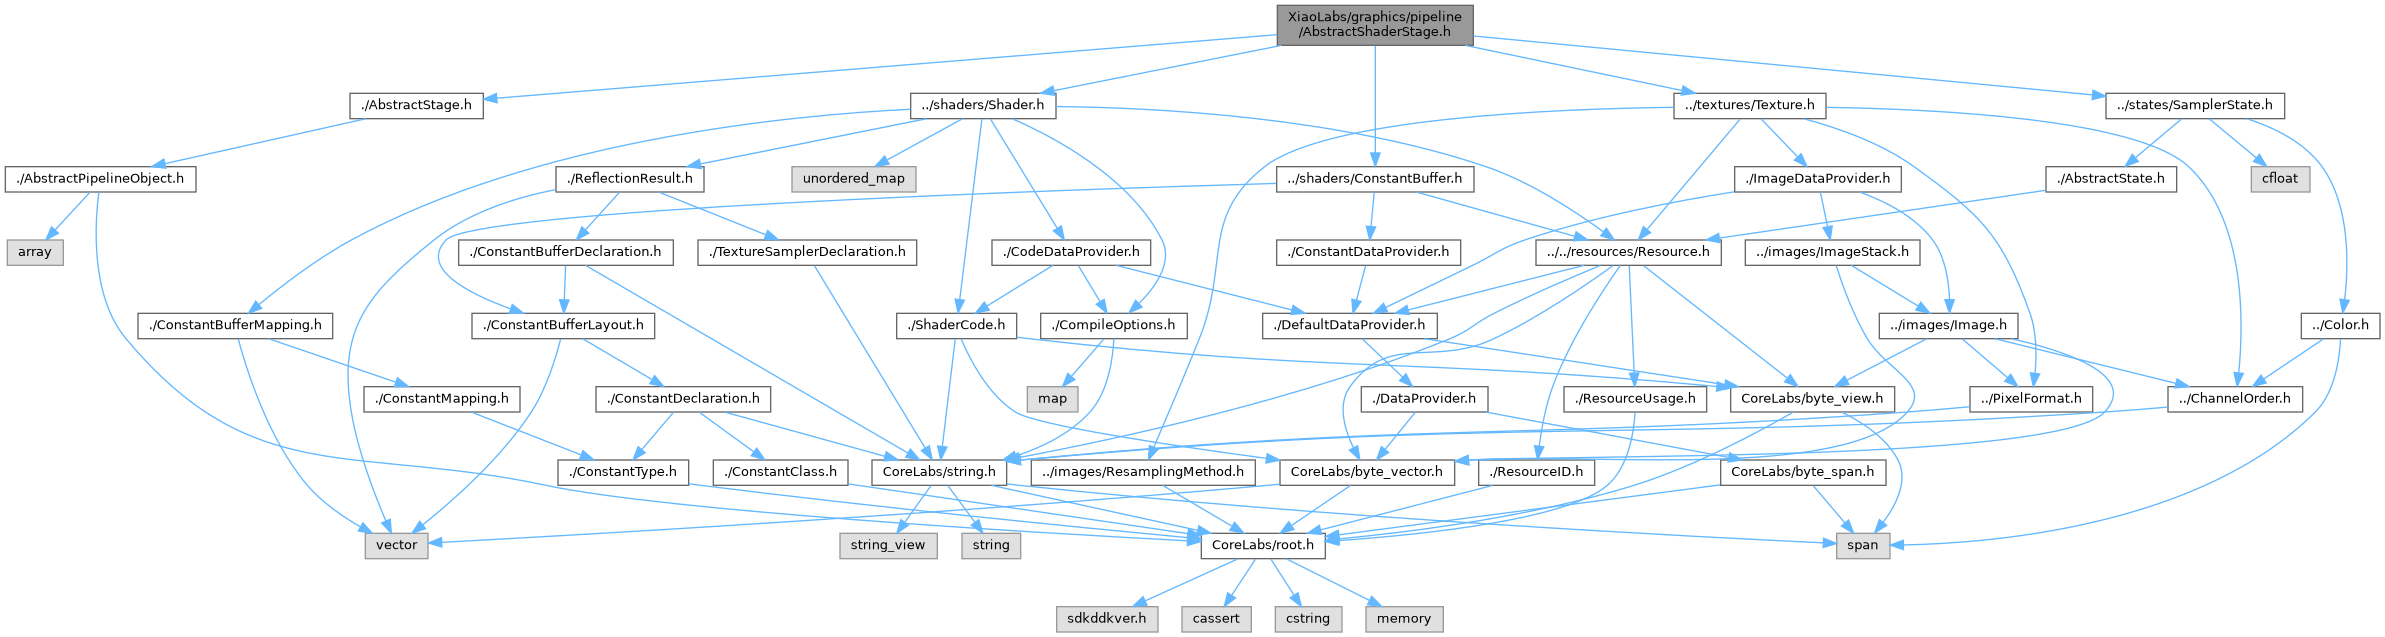 XiaoLabs/graphics/pipeline
/AbstractShaderStage.h
./AbstractStage.h
../shaders/Shader.h
../textures/Texture.h
../states/SamplerState.h
./AbstractPipelineObject.h
./ReflectionResult.h
unordered_map
../shaders/ConstantBuffer.h
./ImageDataProvider.h
./AbstractState.h
cfloat
array
./ConstantBufferDeclaration.h
./TextureSamplerDeclaration.h
./CodeDataProvider.h
./ConstantDataProvider.h
../../resources/Resource.h
../images/ImageStack.h
./ConstantBufferMapping.h
./ConstantBufferLayout.h
./ShaderCode.h
./CompileOptions.h
./DefaultDataProvider.h
../images/Image.h
../Color.h
./ConstantMapping.h
./ConstantDeclaration.h
map
./DataProvider.h
./ResourceUsage.h
CoreLabs/byte_view.h
../PixelFormat.h
../ChannelOrder.h
./ConstantType.h
./ConstantClass.h
CoreLabs/string.h
../images/ResamplingMethod.h
CoreLabs/byte_vector.h
./ResourceID.h
CoreLabs/byte_span.h
vector
string_view
string
CoreLabs/root.h
span
sdkddkver.h
cassert
cstring
memory